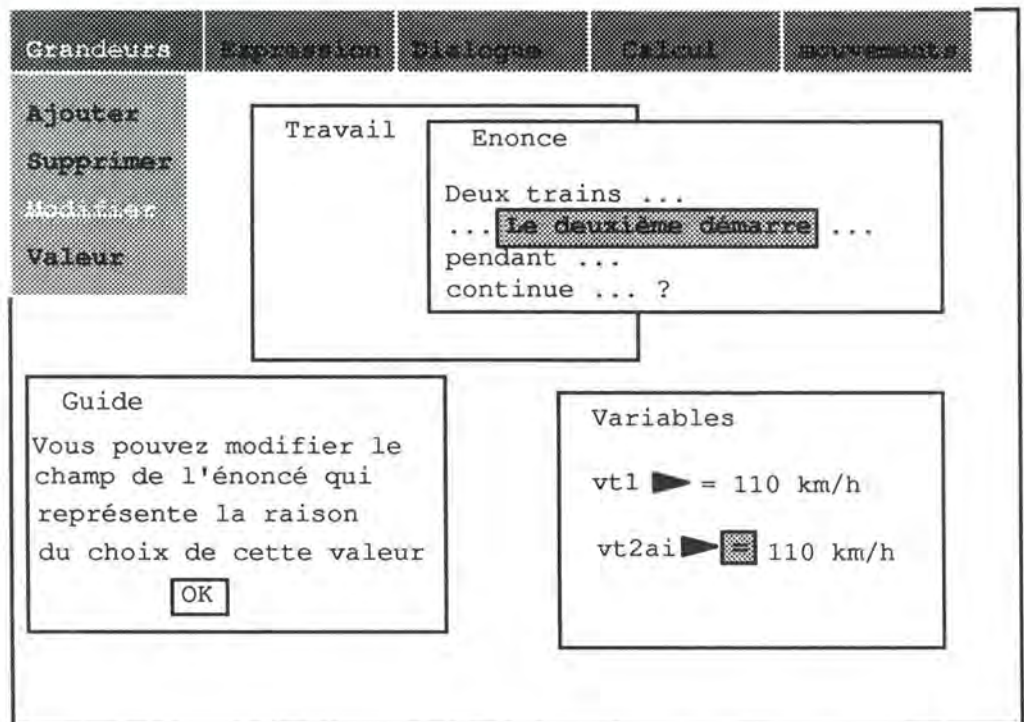 Grandeurs Expression Dialogue Calcul mouvements
Ajouter
Supprimer
Modifier
Valeur
Travail
Enonce
Deux trains ...
... Le deuxième démarre ...
pendant ...
continue ... ?
Guide
Vous pouvez modifier le
champ de l'énoncé qui
représente la raison
du choix de cette valeur
OK
Variables
vt1 = 110 km/h
vt2ai = 110 km/h